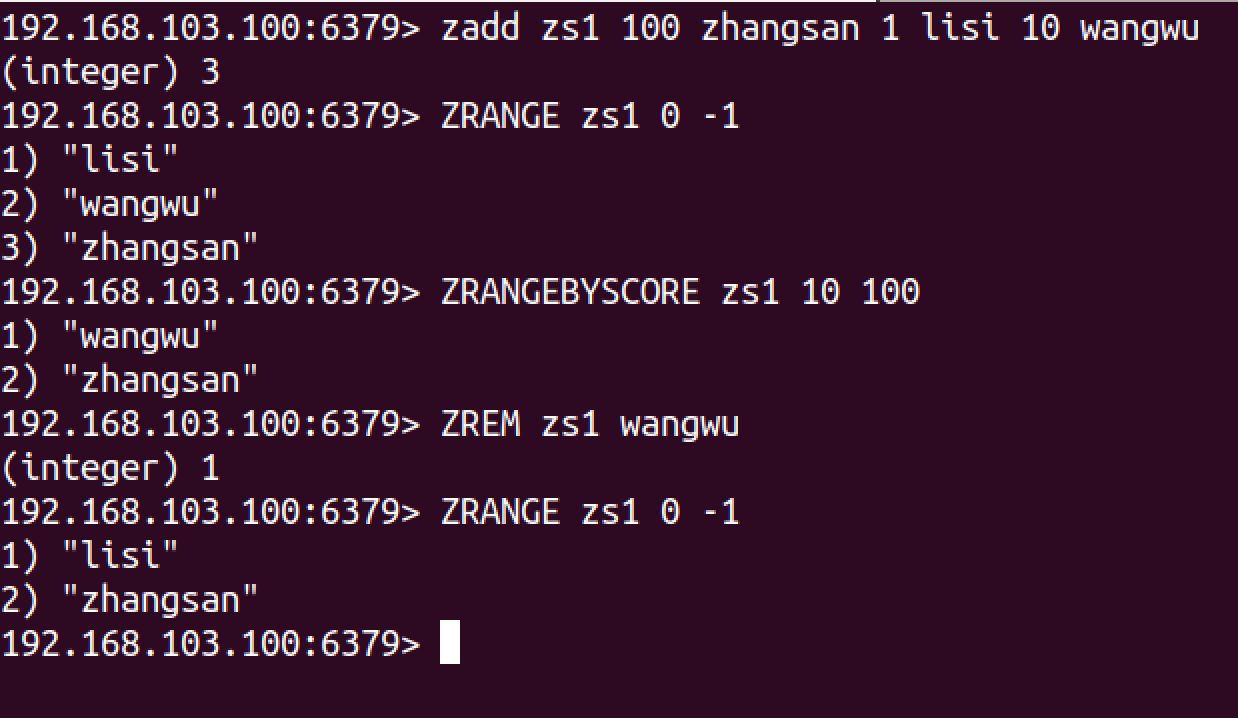 192.168.103.100:6379> zadd zs1 100 zhangsan 1 lisi 10 wangwu
(integer) 3
192.168.103.100:6379> ZRANGE zs1 0 -1
1) "lisi"
2) "wangwu"
3) "zhangsan"
192.168.103.100:6379> ZRANGEBYSCORE zs1 10 100
1) "wangwu"
2) "zhangsan"
192.168.103.100:6379> ZREM zs1 wangwu
(integer) 1
192.168.103.100:6379> ZRANGE zs1 0 -1
1) "lisi"
2) "zhangsan"
192.168.103.100:6379>